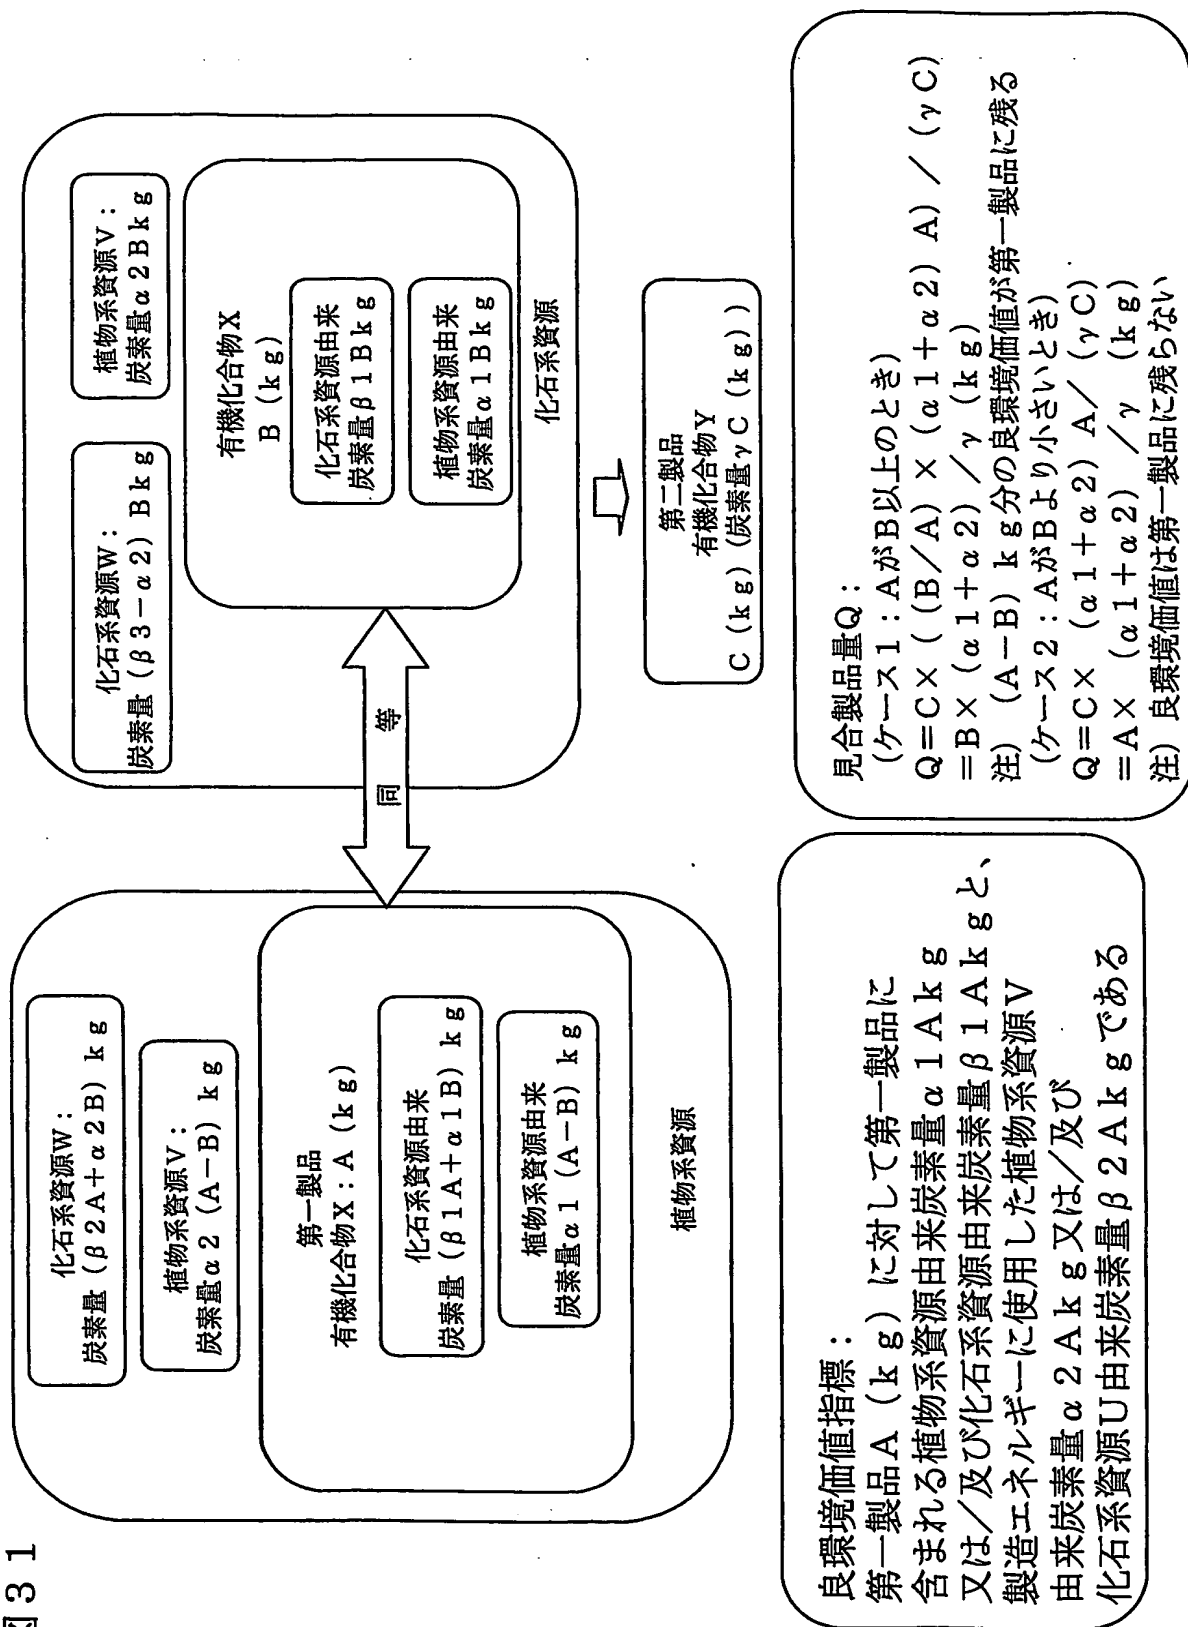 図31
化石系資源W:
炭素量(β2A+α2B)kg
植物系資源V:
炭素量α2(A-B)kg
第一製品
有機化合物X:A(kg)
化石系資源由来
炭素量(β1A+α1B)kg
植物系資源由来
炭素量α1(A-B)kg
植物系資源
同等
化石系資源W:
炭素量(β3-α2)Bkg
植物系資源V:
炭素量α2Bkg
有機化合物X
B(kg)
化石系資源由来
炭素量β1Bkg
植物系資源由来
炭素量α1Bkg
化石系資源
第二製品
有機化合物Y
C(kg)(炭素量γC(kg))
良環境価値指標:
第一製品A(kg)に対して第一製品に
含まれる植物系資源由来炭素量α1Akg
又は/及び化石系資源由来炭素量β1Akgと、
製造エネルギーに使用した植物系資源V
由来炭素量α2Akg又は/及び
化石系資源U由来炭素量β2Akgである
見合製品量Q:
(ケース1:AがB以上のとき)
Q=C×((B/A)×(α1+α2)A)/(γC)
=B×(α1+α2)/γ(kg)
注)(A-B)kg分の良環境価値が第一製品に残る
(ケース2:AがBより小さいとき)
Q=C×(α1+α2)A/(γC)
=A×(α1+α2)/γ(kg)
注)良環境価値は第一製品に残らない